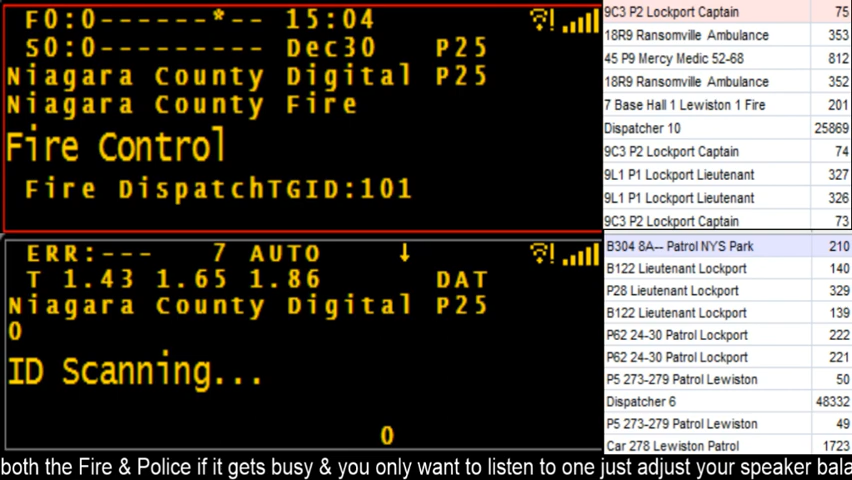 F0:0------*-- 15:04
S0:0--------- Dec30 P25
Niagara County Digital P25
Niagara County Fire
Fire Control
Fire DispatchTGID:101
9C3 P2 Lockport Captain 75
18R9 Ransomville Ambulance 353
45 P9 Mercy Medic 52-68 812
18R9 Ransomville Ambulance 352
7 Base Hall 1 Lewiston 1 Fire 201
Dispatcher 10 25869
9C3 P2 Lockport Captain 74
9L1 P1 Lockport Lieutenant 327
9L1 P1 Lockport Lieutenant 326
9C3 P2 Lockport Captain 73
ERR:--- 7 AUTO ↓
T 1.43 1.65 1.86 DAT
Niagara County Digital P25
0
ID Scanning...
0
B304 8A-- Patrol NYS Park 210
B122 Lieutenant Lockport 140
P28 Lieutenant Lockport 329
B122 Lieutenant Lockport 139
P62 24-30 Patrol Lockport 222
P62 24-30 Patrol Lockport 221
P5 273-279 Patrol Lewiston 50
Dispatcher 6 48332
P5 273-279 Patrol Lewiston 49
Car 278 Lewiston Patrol 1723
both the Fire & Police if it gets busy & you only want to listen to one just adjust your speaker bala